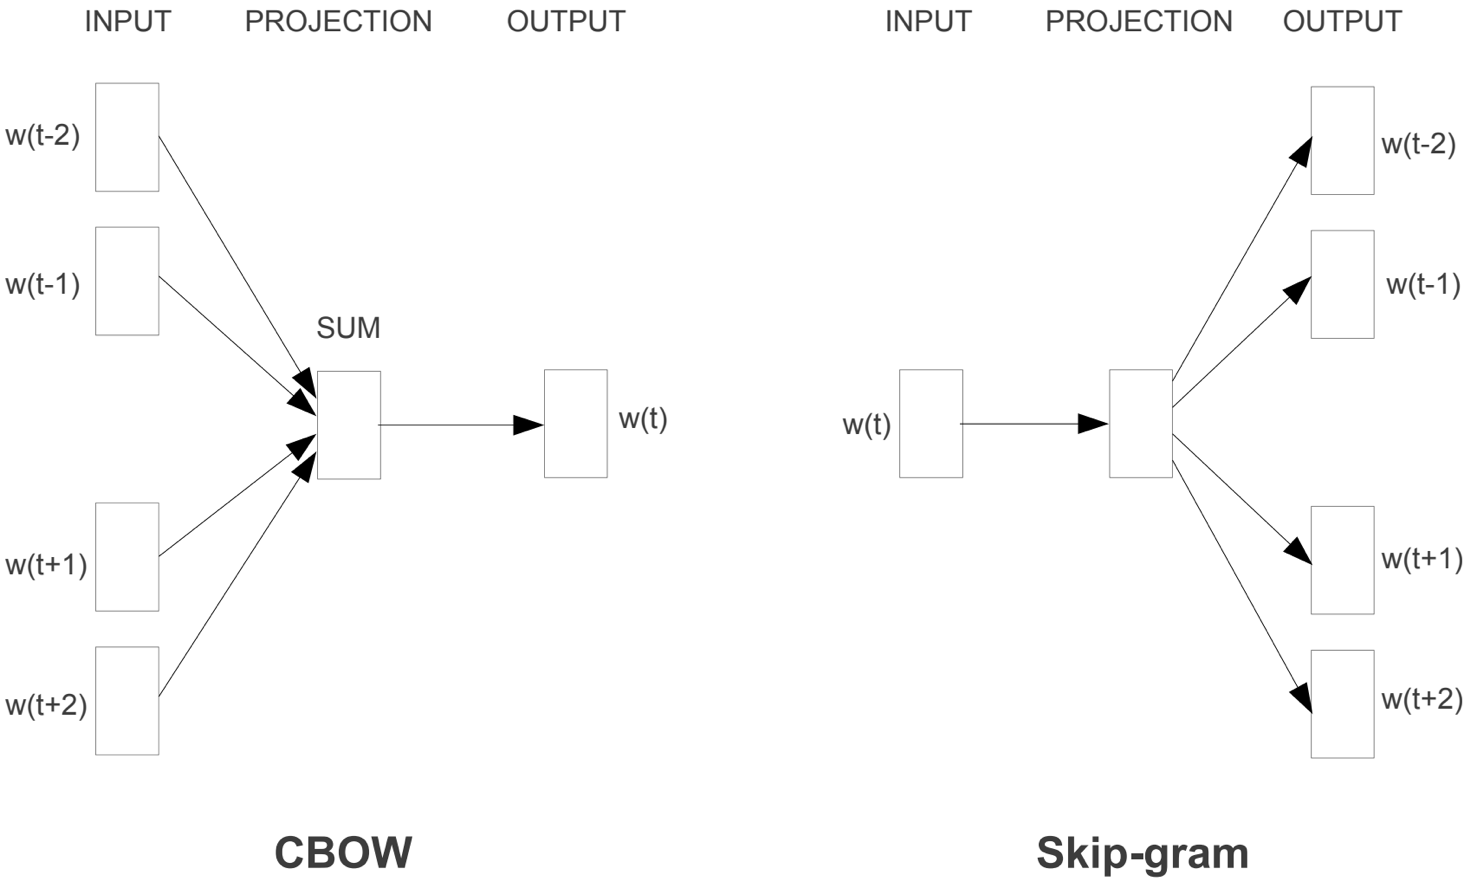 INPUT PROJECTION OUTPUT
w(t-2)
w(t-1)
SUM
w(t)
w(t+1)
w(t+2)
CBOW
INPUT PROJECTION OUTPUT
w(t-2)
w(t-1)
w(t)
w(t+1)
w(t+2)
Skip-gram